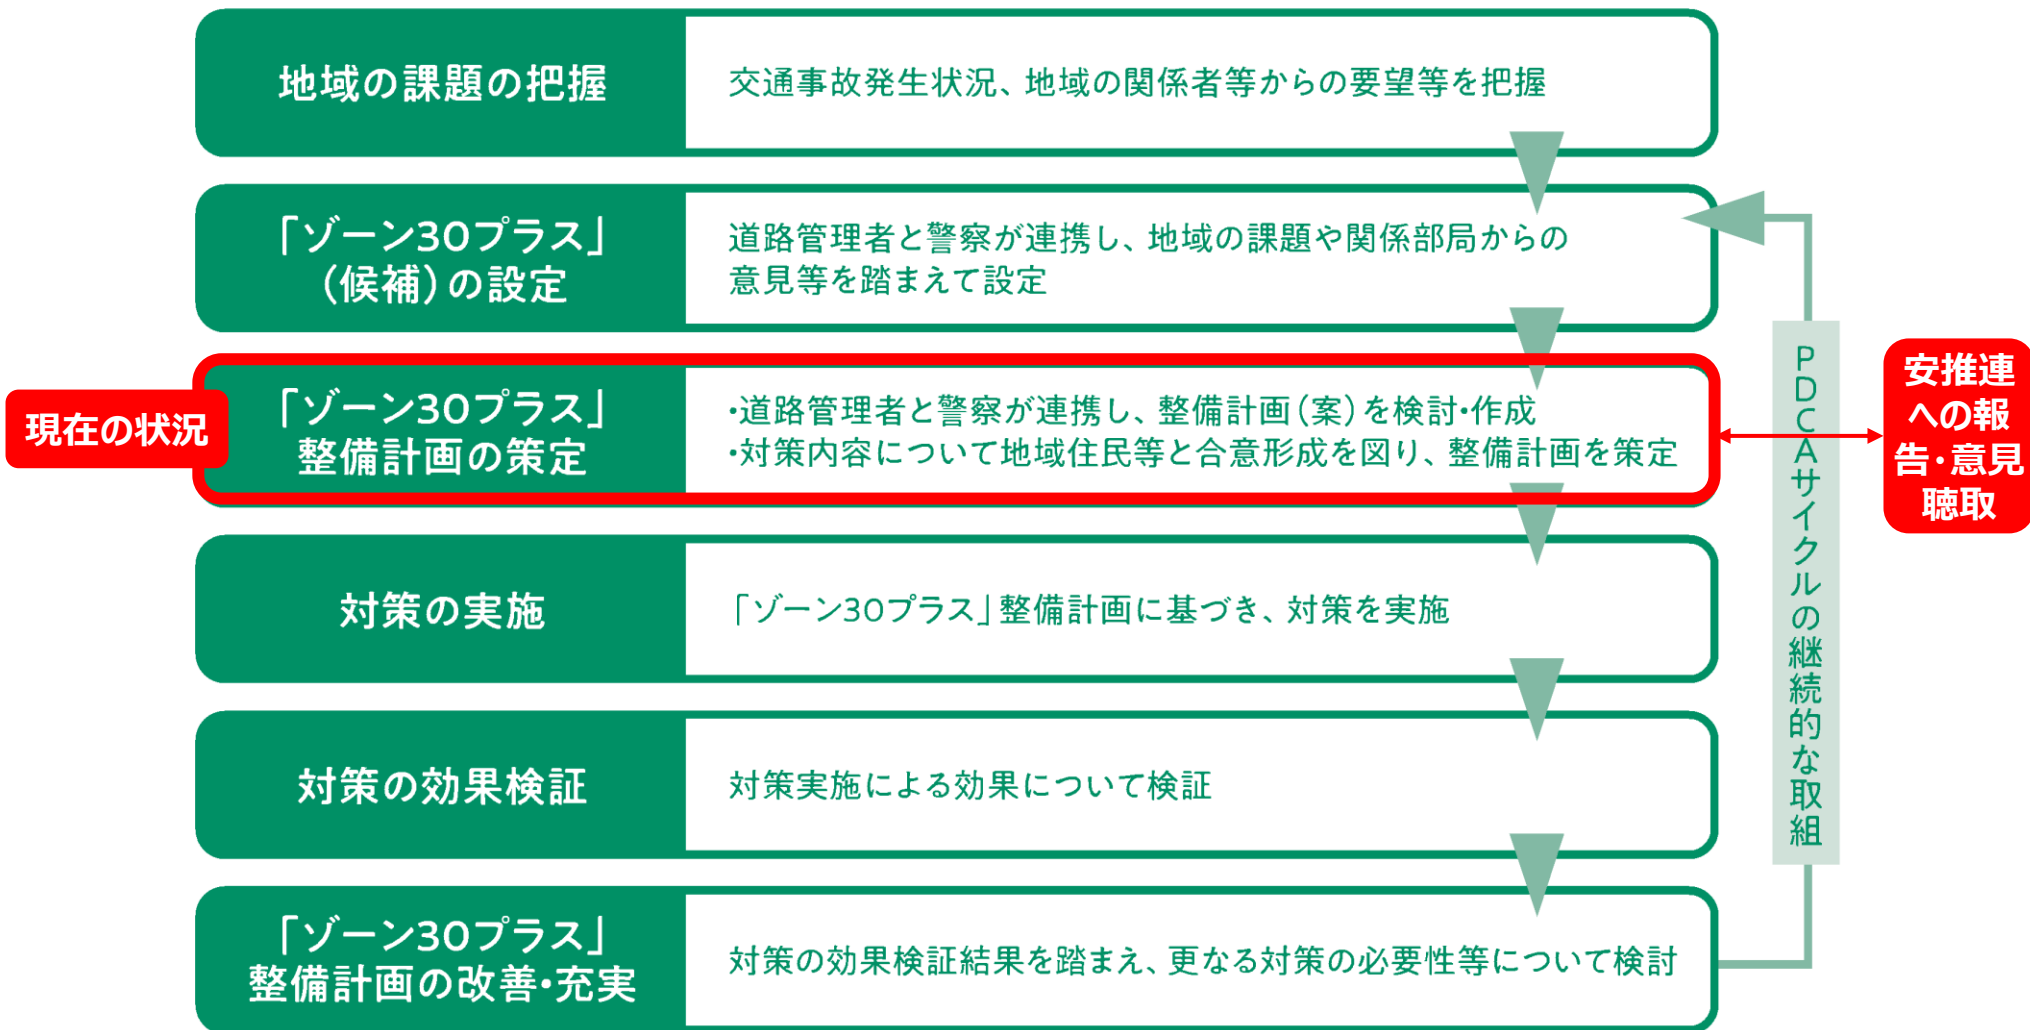 地域の課題の把握
交通事故発生状況、地域の関係者等からの要望等を把握
「ゾーン30プラス」
(候補)の設定
道路管理者と警察が連携し、地域の課題や関係部局からの
意見等を踏まえて設定
現在の状況
「ゾーン30プラス」
整備計画の策定
・道路管理者と警察が連携し、整備計画(案)を検討・作成
・対策内容について地域住民等と合意形成を図り、整備計画を策定
対策の実施
「ゾーン30プラス」整備計画に基づき、対策を実施
対策の効果検証
対策実施による効果について検証
「ゾーン30プラス」
整備計画の改善・充実
対策の効果検証結果を踏まえ、更なる対策の必要性等について検討
PDCAサイクルの継続的な取組
安推連
への報
告・意見
聴取